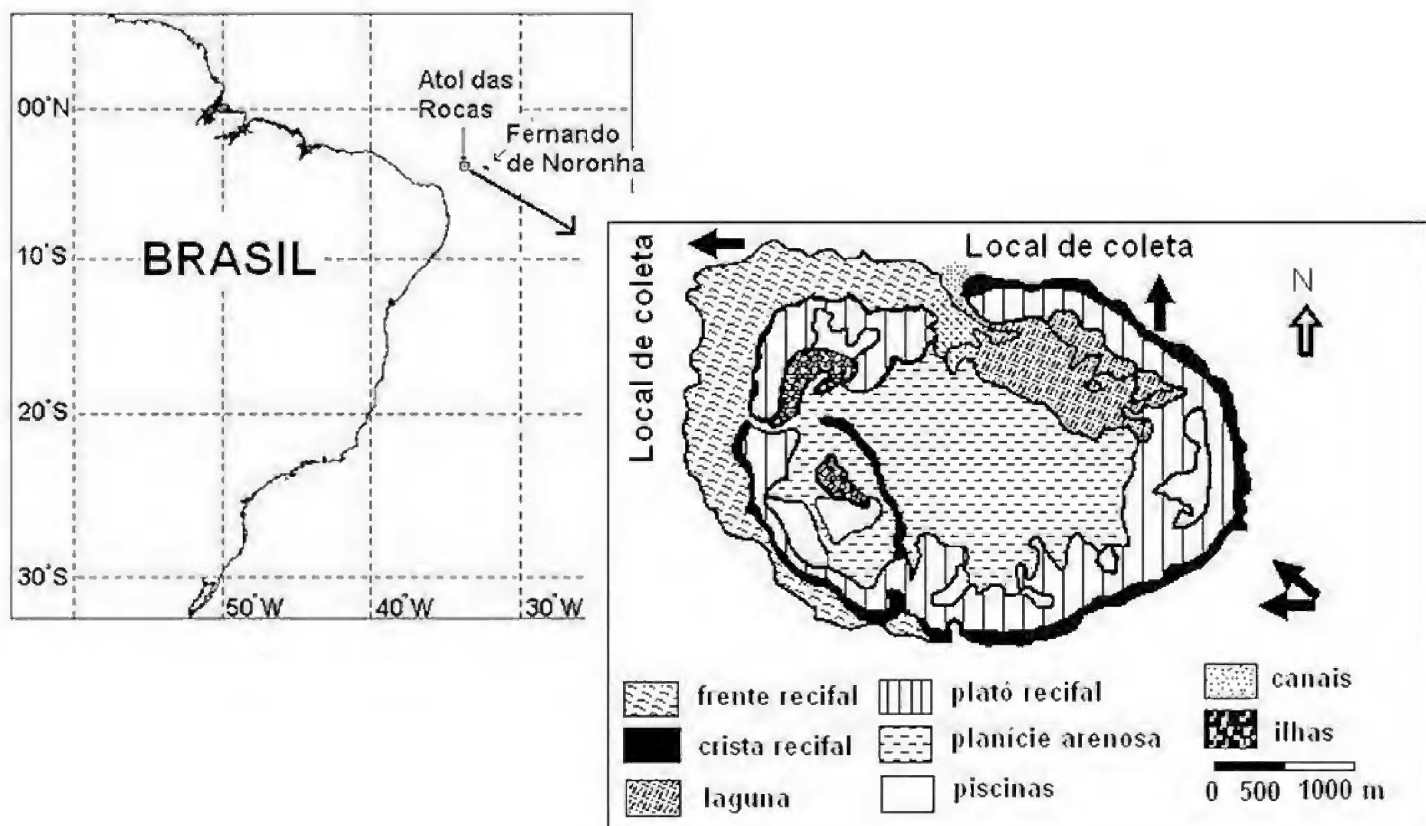 Atol das
Rocas
Fernando
de Noronha
00°N
BRASIL
10°S
20°S
30°S
50°W
40°W
30°W
Local de coleta
Local de coleta
N
frente recifal
crista recifal
laguna
platô recifal
planície arenosa
piscinas
canais
ilhas
0 500 1000 m